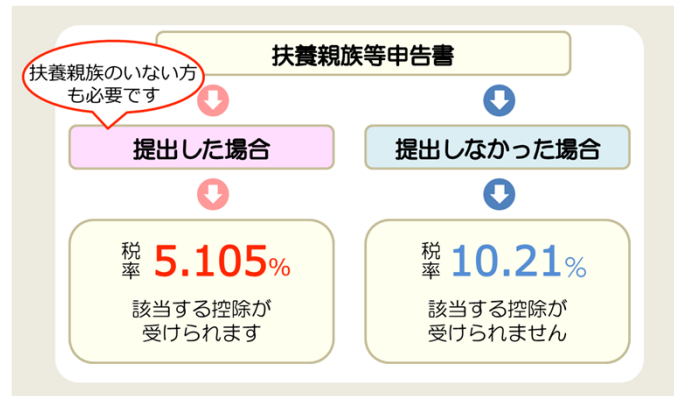 扶養親族等申告書
扶養親族のいない方
も必要です
提出した場合
提出しなかった場合
税率 5.105%
該当する控除が
受けられます
税率 10.21%
該当する控除が
受けられません